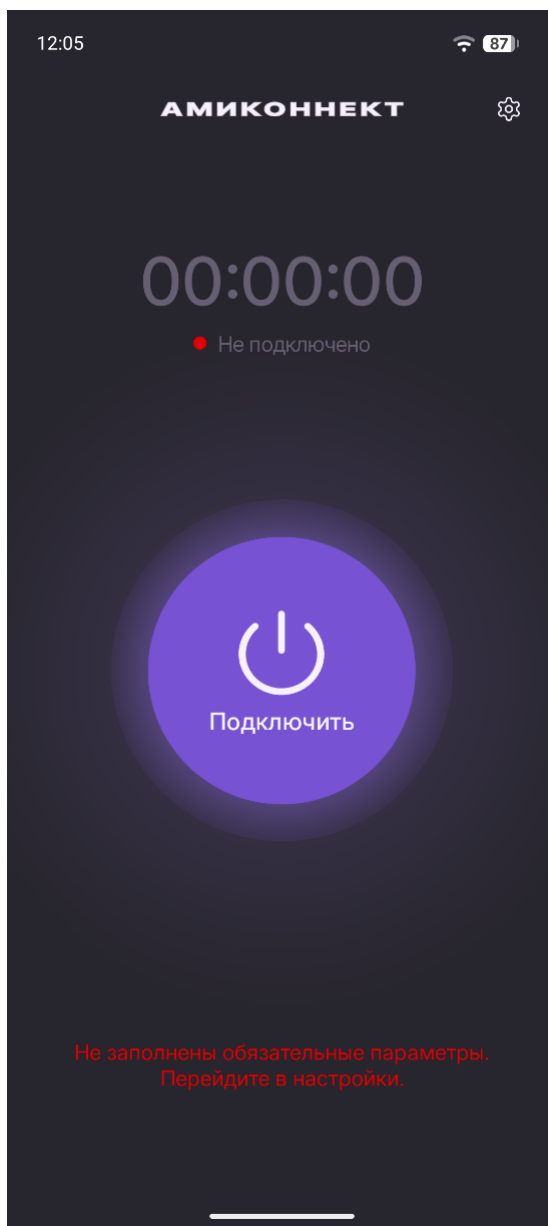 12:05
87
АМИКОННЕКТ
00:00:00
Не подключено
Подключить
Не заполнены обязательные параметры.
Перейдите в настройки.